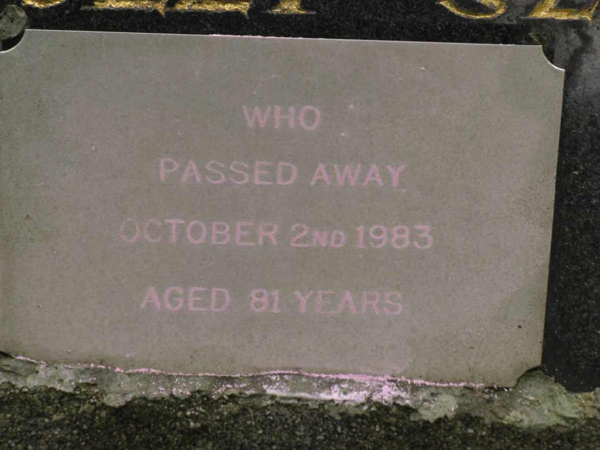 WHO
PASSED AWAY
OCTOBER 2ND 1983
AGED 81 YEARS